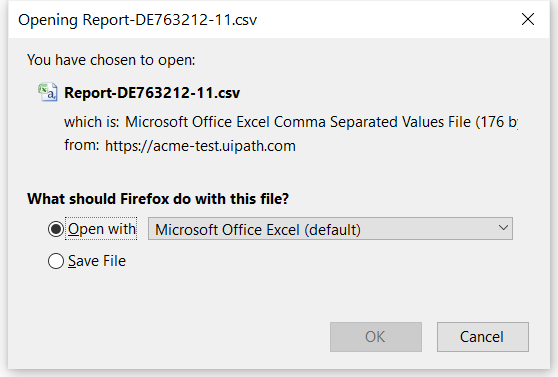 Opening Report-DE763212-11.csv
You have chosen to open:
Report-DE763212-11.csv
which is: Microsoft Office Excel Comma Separated Values File (176 by
from: https://acme-test.uipath.com
What should Firefox do with this file?
Open with Microsoft Office Excel (default)
Save File
OK Cancel